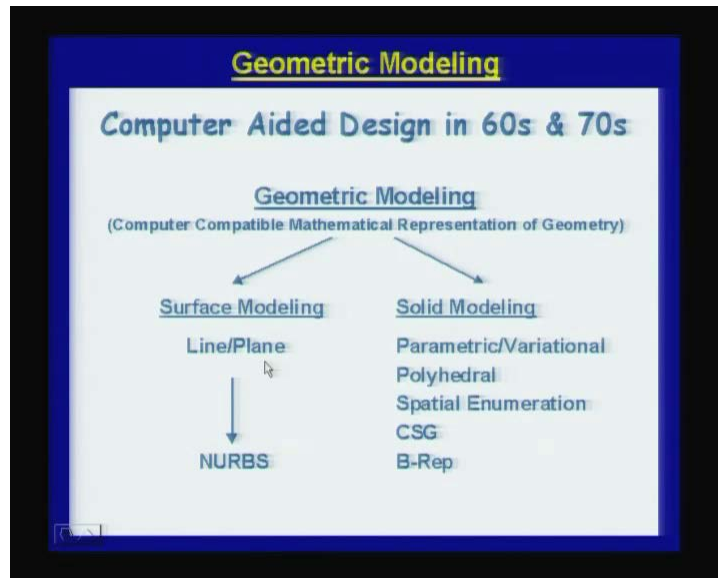 Geometric Modeling
Computer Aided Design in 60s & 70s
Geometric Modeling
(Computer Compatible Mathematical Representation of Geometry)
Surface Modeling
Line/Plane
NURBS
Solid Modeling
Parametric/Variational
Polyhedral
Spatial Enumeration
CSG
B-Rep